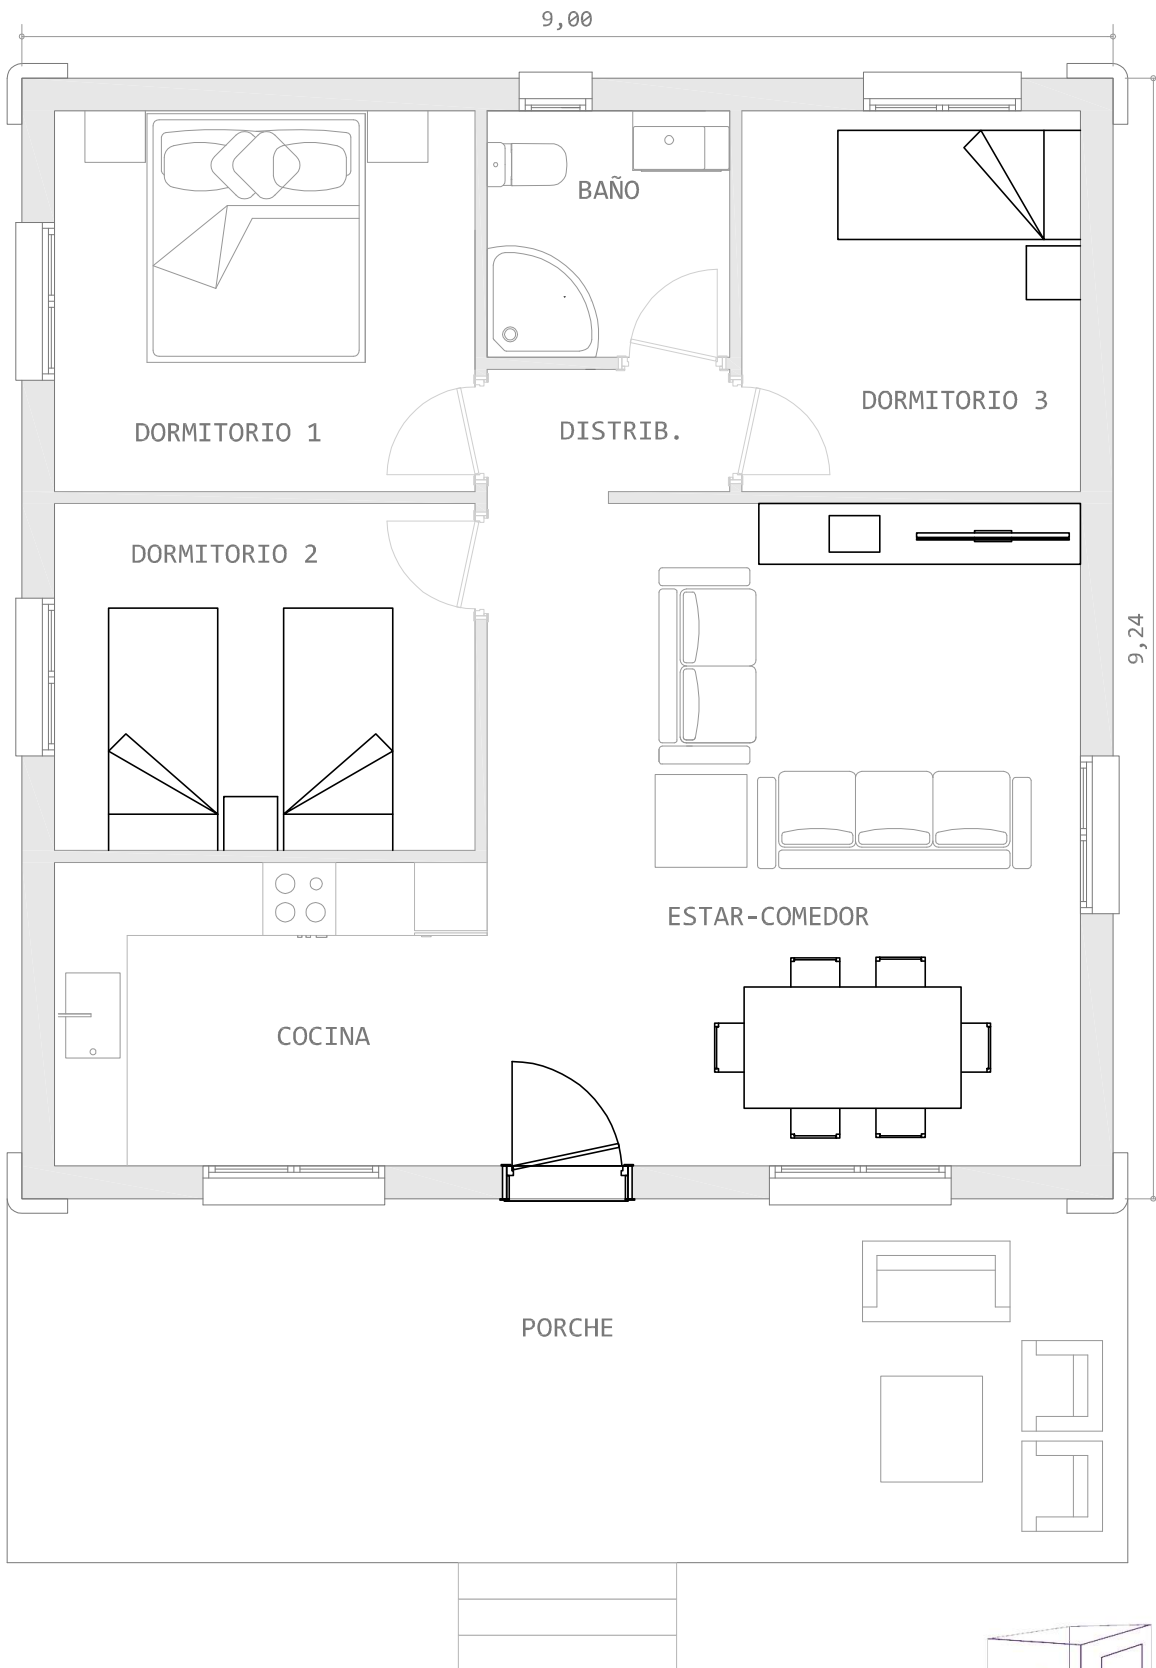 9,00
BAÑO
DORMITORIO 3
DORMITORIO 1
DISTRIB.
DORMITORIO 2
9,24
ESTAR-COMEDOR
COCINA
PORCHE